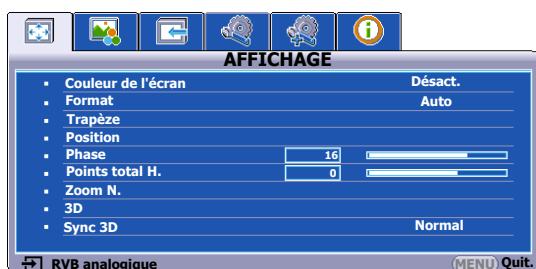 AFFICHAGE
Couleur de l'écran Désact.
Format Auto
Trapèze
Position
Phase 16
Points total H. 0
Zoom N.
3D
Sync 3D Normal
RVB analogique MENU Quit.